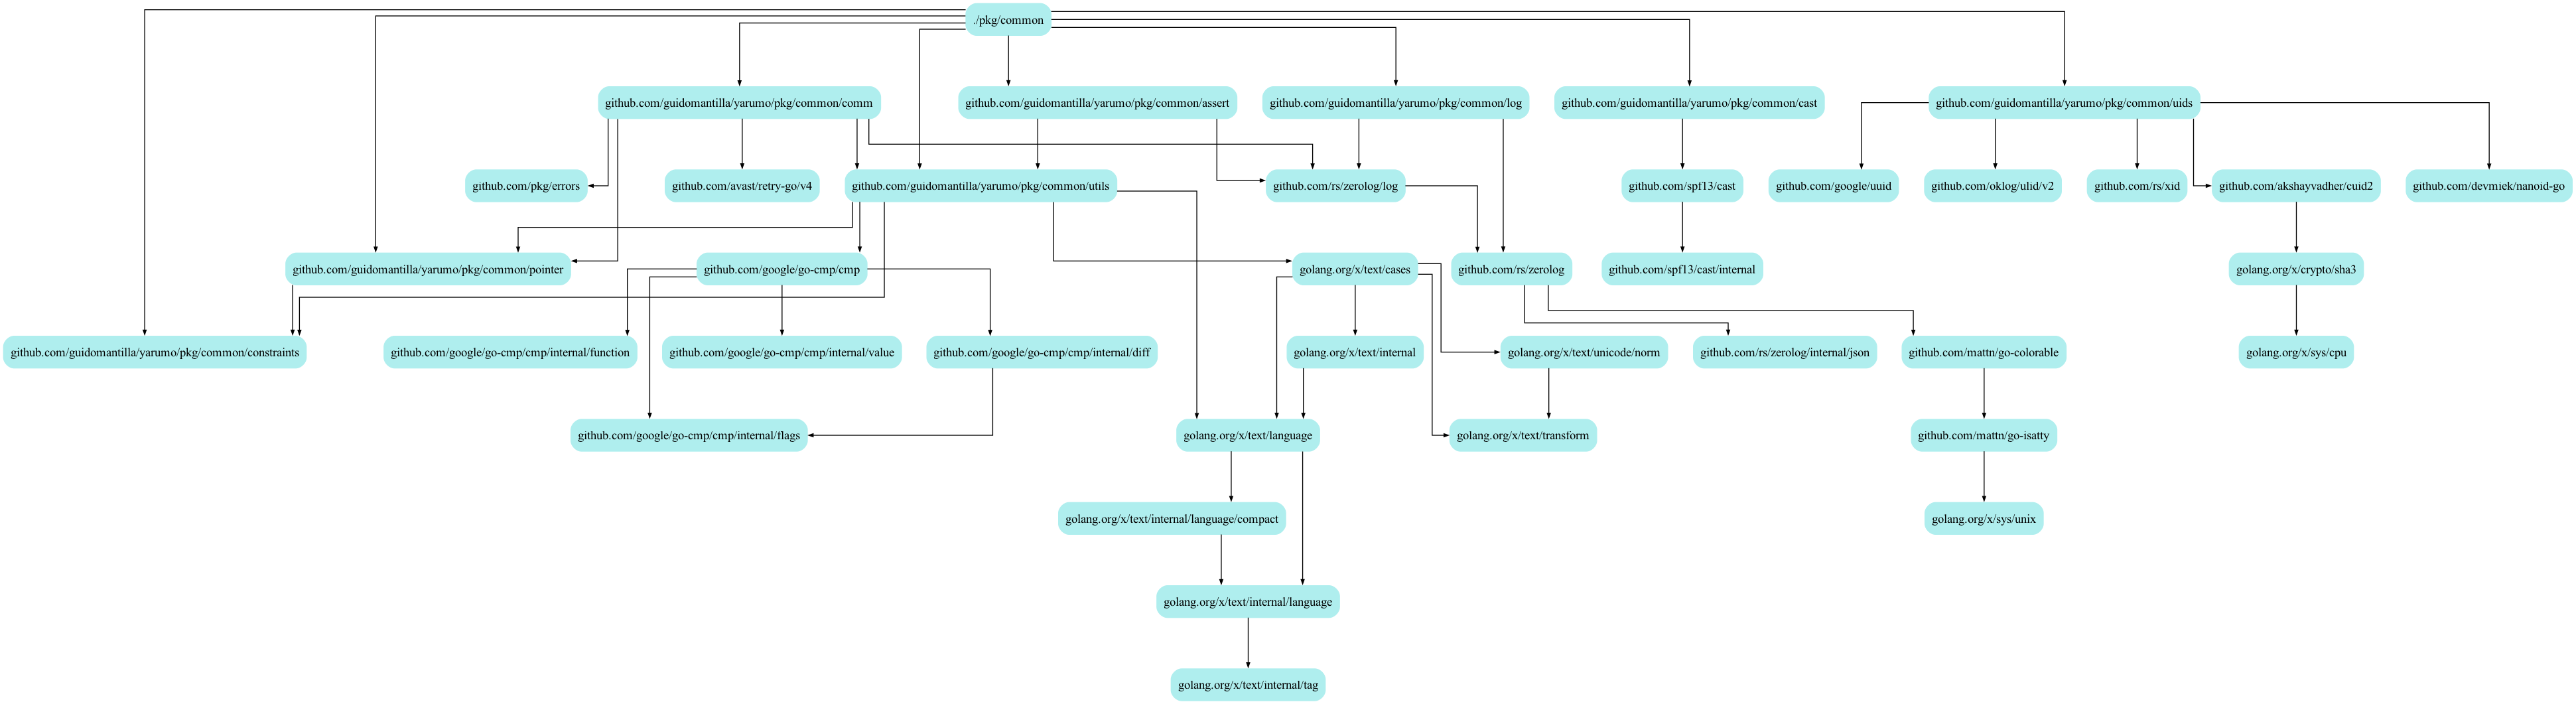 ./pkg/common
github.com/guidomantilla/yarumo/pkg/common/comm
github.com/guidomantilla/yarumo/pkg/common/assert
github.com/guidomantilla/yarumo/pkg/common/log
github.com/guidomantilla/yarumo/pkg/common/cast
github.com/guidomantilla/yarumo/pkg/common/uids
github.com/pkg/errors
github.com/avast/retry-go/v4
github.com/guidomantilla/yarumo/pkg/common/utils
github.com/rs/zerolog/log
github.com/spf13/cast
github.com/google/uuid
github.com/oklog/ulid/v2
github.com/rs/xid
github.com/akshayvadher/cuid2
github.com/devmiek/nanoid-go
github.com/guidomantilla/yarumo/pkg/common/pointer
github.com/google/go-cmp/cmp
golang.org/x/text/cases
github.com/rs/zerolog
github.com/spf13/cast/internal
golang.org/x/crypto/sha3
github.com/guidomantilla/yarumo/pkg/common/constraints
github.com/google/go-cmp/cmp/internal/function
github.com/google/go-cmp/cmp/internal/value
github.com/google/go-cmp/cmp/internal/diff
golang.org/x/text/internal
golang.org/x/text/unicode/norm
github.com/rs/zerolog/internal/json
github.com/mattn/go-colorable
golang.org/x/sys/cpu
github.com/google/go-cmp/cmp/internal/flags
golang.org/x/text/language
golang.org/x/text/transform
github.com/mattn/go-isatty
golang.org/x/text/internal/language/compact
golang.org/x/sys/unix
golang.org/x/text/internal/language
golang.org/x/text/internal/tag